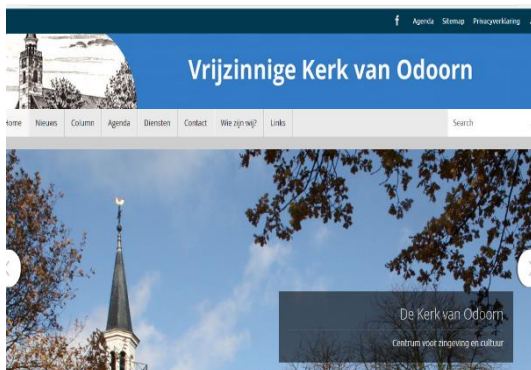 Agenda Sitemap Privacyverklaring
Vrijzinnige Kerk van Odoorn
Home Nieuws Column Agenda Diensten Contact Wie zijn wij? Links Search
De Kerk van Odoorn
Centrum voor zingeving en cultuur